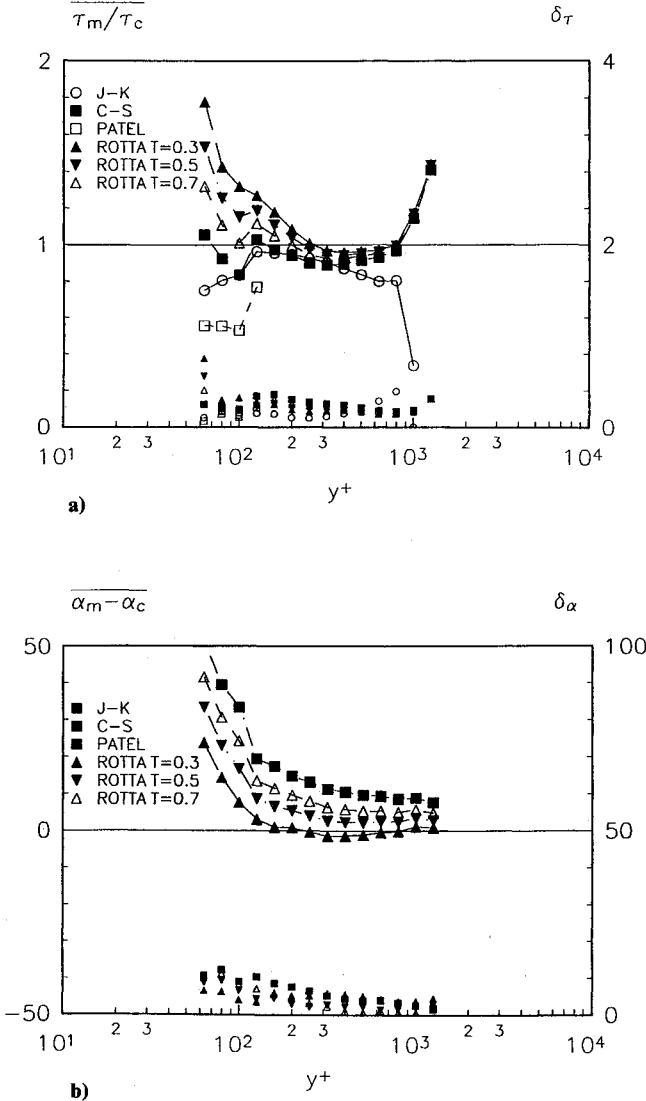 τm/τc δτ
2 4
J-K
C-S
PATEL
ROTTA T=0.3
ROTTA T=0.5
ROTTA T=0.7
1 2
0 0
10¹ 2 3 10² 2 3 10³ 2 3 10⁴
y+
a)
αm-αc δα
50 100
J-K
C-S
PATEL
ROTTA T=0.3
ROTTA T=0.5
ROTTA T=0.7
0 50
-50 0
10¹ 2 3 10² 2 3 10³ 2 3 10⁴
y+
b)